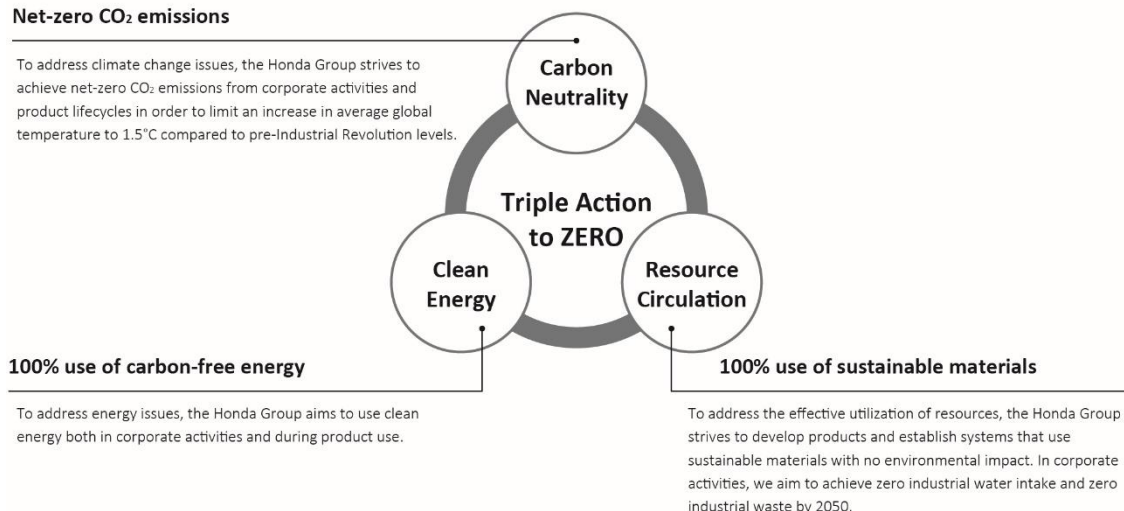 Net-zero CO₂ emissions
To address climate change issues, the Honda Group strives to
achieve net-zero CO₂ emissions from corporate activities and
product lifecycles in order to limit an increase in average global
temperature to 1.5°C compared to pre-Industrial Revolution levels.
Carbon
Neutrality
Triple Action
to ZERO
Clean
Energy
Resource
Circulation
100% use of carbon-free energy
To address energy issues, the Honda Group aims to use clean
energy both in corporate activities and during product use.
100% use of sustainable materials
To address the effective utilization of resources, the Honda Group
strives to develop products and establish systems that use
sustainable materials with no environmental impact. In corporate
activities, we aim to achieve zero industrial water intake and zero
industrial waste by 2050.